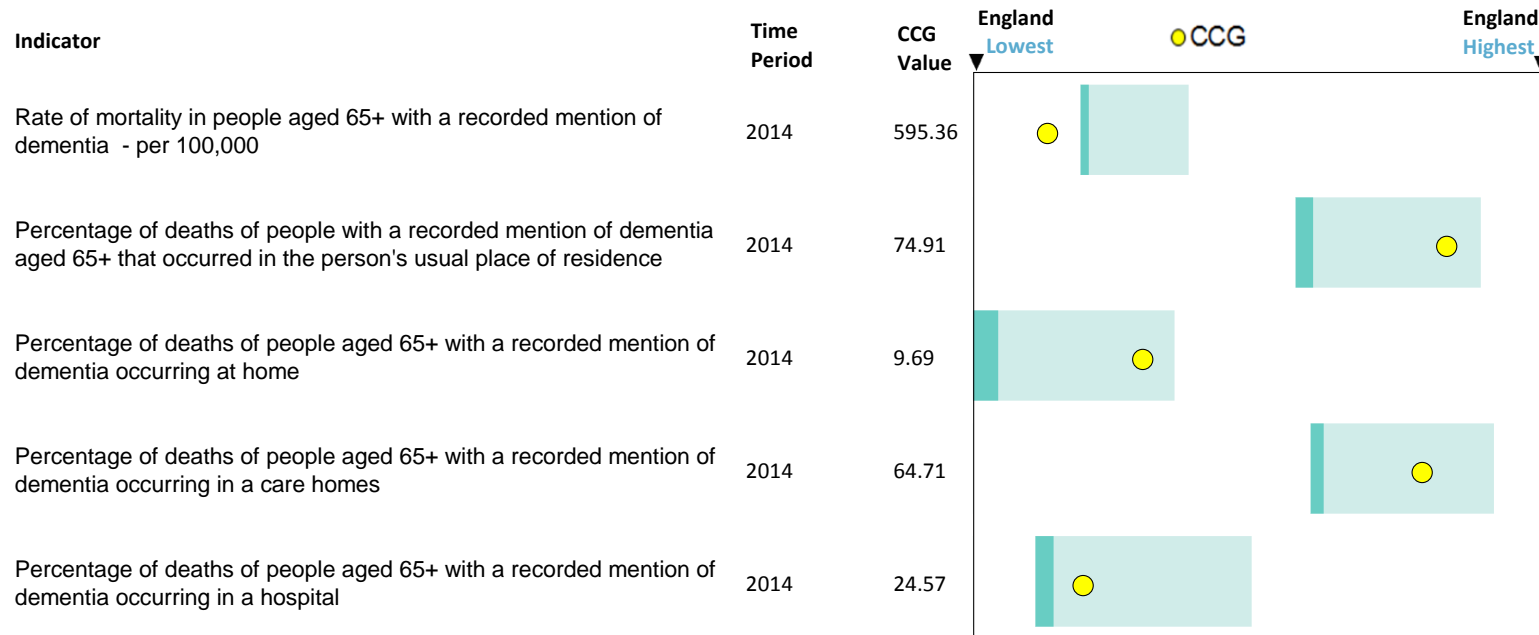 Indicator
Time
Period
CCG
Value
England
Lowest
CCG
England
Highest
Rate of mortality in people aged 65+ with a recorded mention of
dementia  - per 100,000
2014
595.36
Percentage of deaths of people with a recorded mention of dementia
aged 65+ that occurred in the person's usual place of residence
2014
74.91
Percentage of deaths of people aged 65+ with a recorded mention of
dementia occurring at home
2014
9.69
Percentage of deaths of people aged 65+ with a recorded mention of
dementia occurring in a care homes
2014
64.71
Percentage of deaths of people aged 65+ with a recorded mention of
dementia occurring in a hospital
2014
24.57